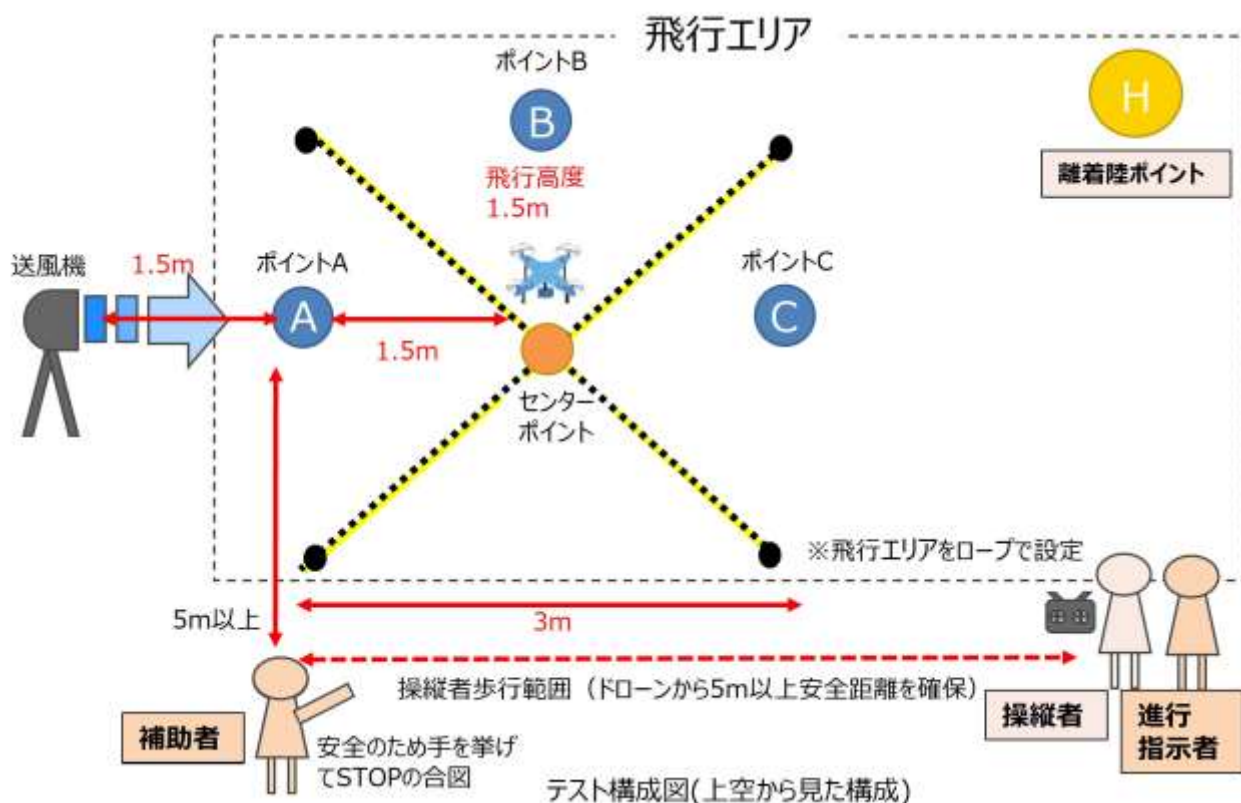 飛行エリア
ポイントB
B
H
飛行高度
1.5m
離着陸ポイント
送風機
1.5m
ポイントA
ポイントC
A
C
1.5m
センター
ポイント
※飛行エリアをロープで設定
5m以上
3m
操縦者歩行範囲(ドローンから5m以上安全距離を確保)
補助者
操縦者
進行
指示者
安全のため手を挙げ
てSTOPの合図
テスト構成図(上空から見た構成)